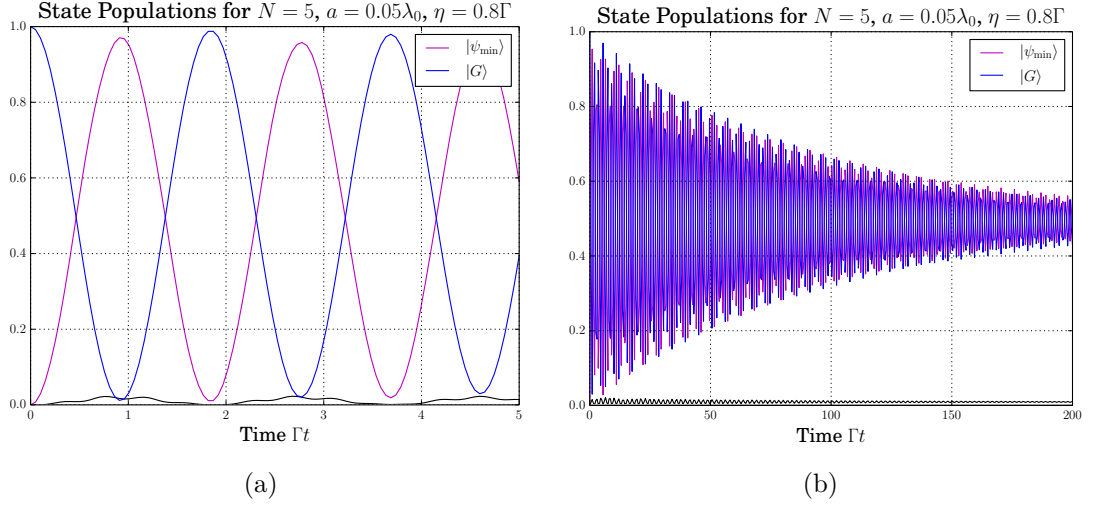 State Populations for N = 5, a = 0.05λ₀, η = 0.8Γ
1.0
0.8
0.6
0.4
0.2
0.0
0 1 2 3 4 5
|ψ_min⟩
|G⟩
Time Γt
(a)
State Populations for N = 5, a = 0.05λ₀, η = 0.8Γ
1.0
0.8
0.6
0.4
0.2
0.0
0 50 100 150 200
|ψ_min⟩
|G⟩
Time Γt
(b)